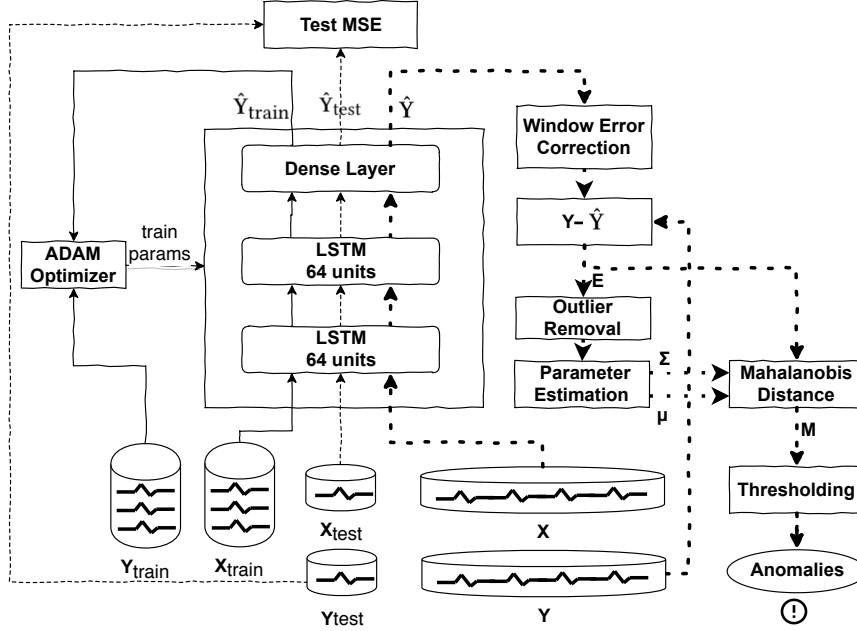 Test MSE
Ŷtrain
Ŷtest
Ŷ
Window Error
Correction
Dense Layer
Y– Ŷ
train
params
ADAM
Optimizer
LSTM
64 units
E
Outlier
Removal
LSTM
64 units
Parameter
Estimation
Σ
μ
Mahalanobis
Distance
M
Thresholding
Xtest
X
Ytrain
Xtrain
Anomalies
Ytest
Y
!